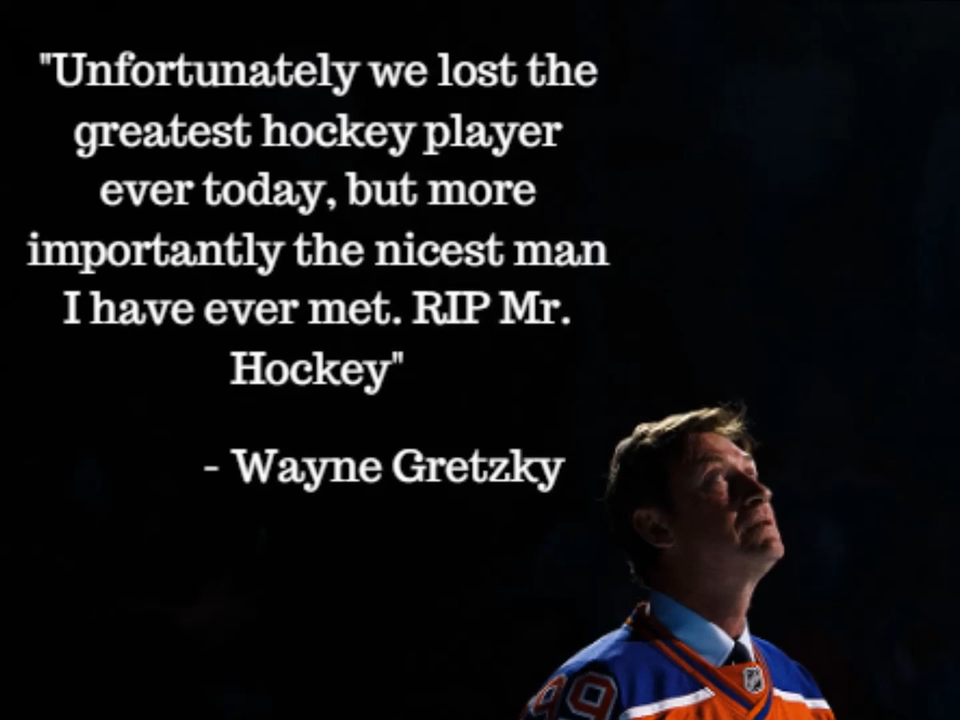 "Unfortunately we lost the
greatest hockey player
ever today, but more
importantly the nicest man
I have ever met. RIP Mr.
Hockey"
- Wayne Gretzky
99